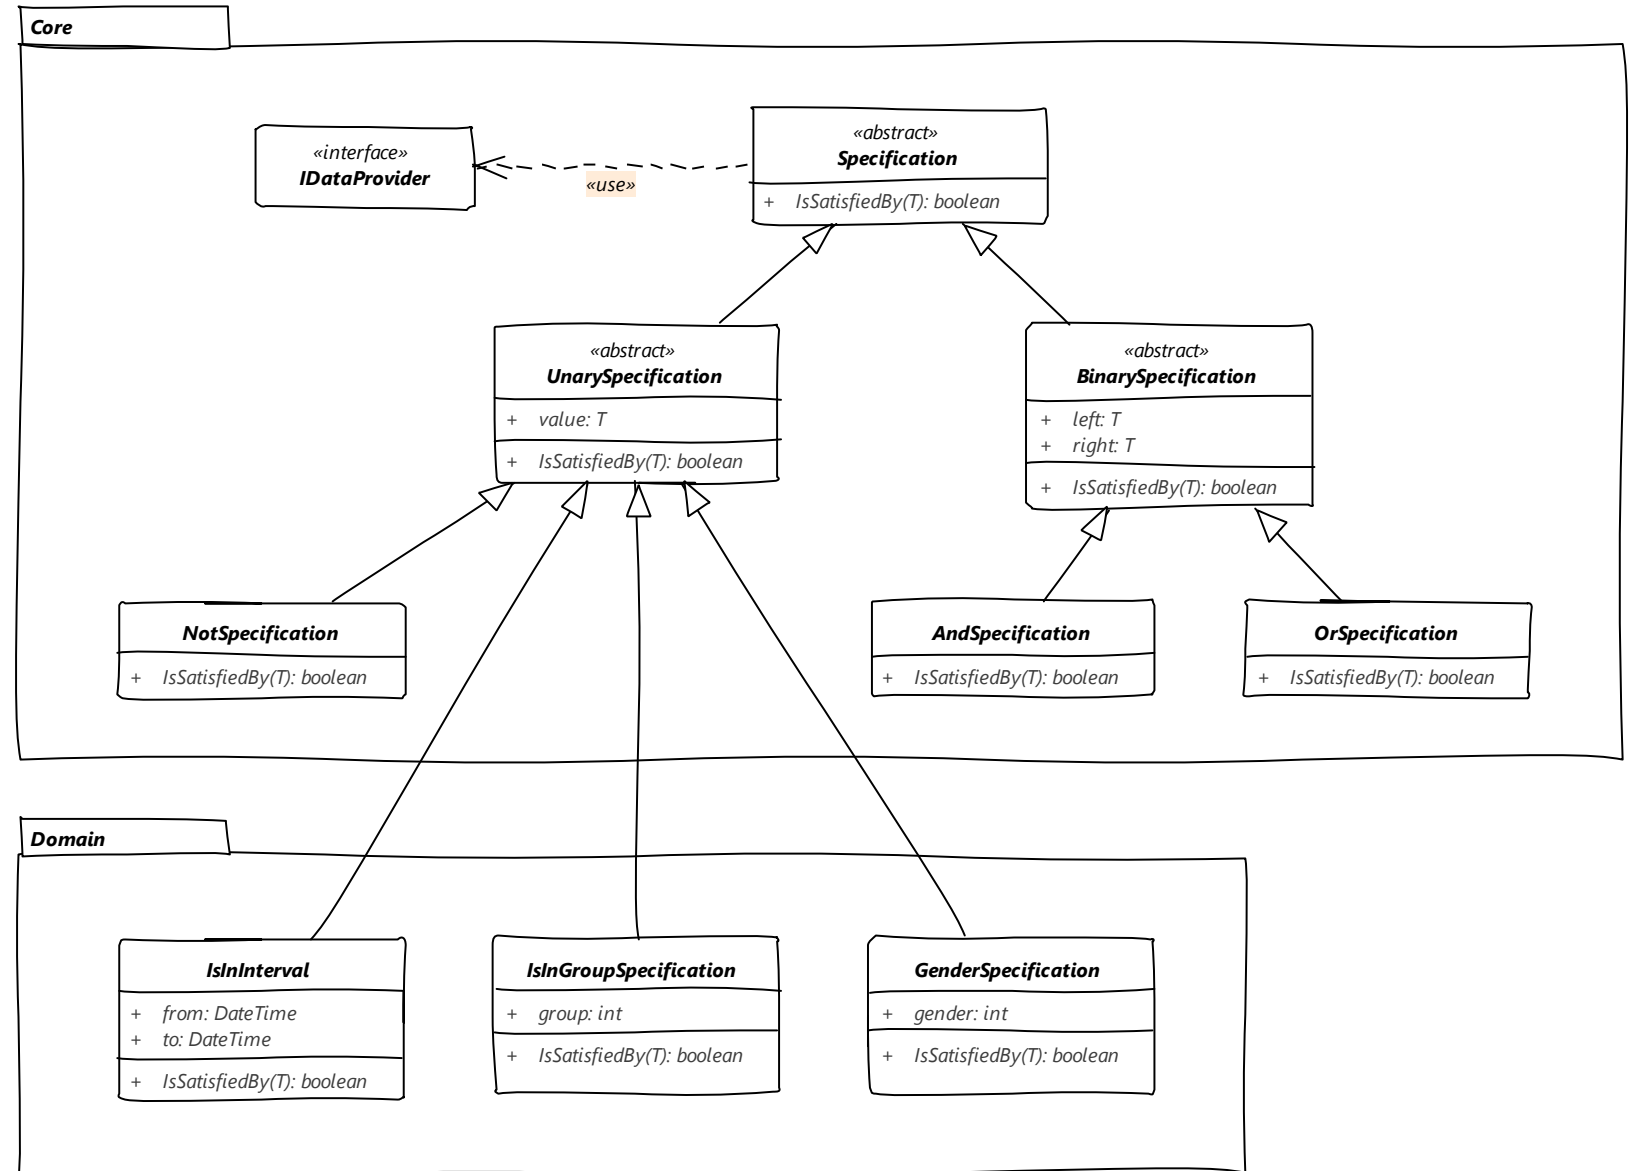 Core
«interface»
IDataProvider
«use»
«abstract»
Specification
+ IsSatisfiedBy(T): boolean
«abstract»
UnarySpecification
+ value: T
+ IsSatisfiedBy(T): boolean
«abstract»
BinarySpecification
+ left: T
+ right: T
+ IsSatisfiedBy(T): boolean
NotSpecification
+ IsSatisfiedBy(T): boolean
AndSpecification
+ IsSatisfiedBy(T): boolean
OrSpecification
+ IsSatisfiedBy(T): boolean
Domain
IsInInterval
+ from: DateTime
+ to: DateTime
+ IsSatisfiedBy(T): boolean
IsInGroupSpecification
+ group: int
+ IsSatisfiedBy(T): boolean
GenderSpecification
+ gender: int
+ IsSatisfiedBy(T): boolean